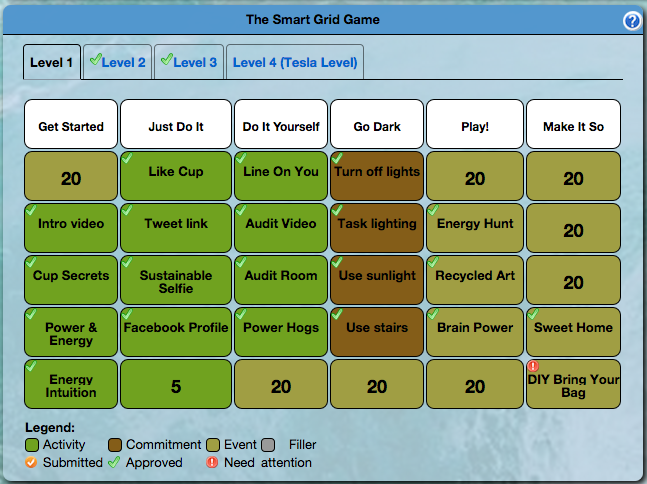 The Smart Grid Game
?
Level 1 Level 2 Level 3 Level 4 (Tesla Level)
Get Started Just Do It Do It Yourself Go Dark Play! Make It So
20 Like Cup Line On You Turn off lights 20 20
Intro video Tweet link Audit Video Task lighting Energy Hunt 20
Cup Secrets Sustainable Selfie Audit Room Use sunlight Recycled Art 20
Power & Energy Facebook Profile Power Hogs Use stairs Brain Power Sweet Home
Energy Intuition 5 20 20 20 DIY Bring Your Bag
Legend:
Activity Commitment Event Filler
Submitted Approved Need attention